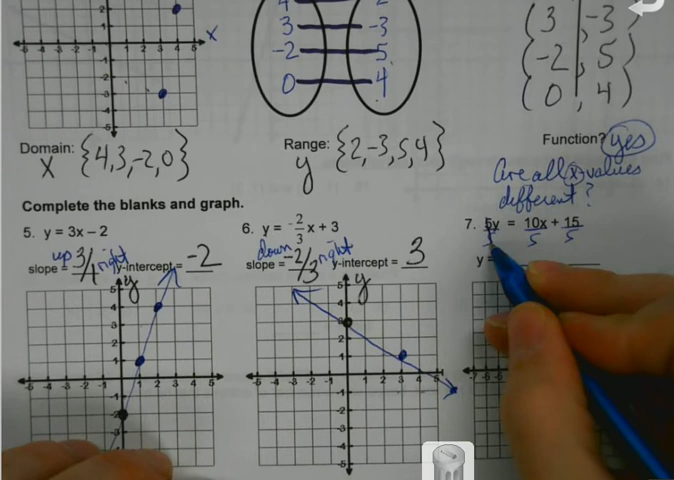 4 2
3 -3
-2 5
0 4
(3, -3)
(-2, 5)
(0, 4)
x
Domain: {4,3,-2,0}
x
Range: {2,-3,5,4}
y
Function? yes
Are all x-values
different?
Complete the blanks and graph.
5. y = 3x − 2
up 3/1 right
slope = y-intercept = -2
y
6. y = -2/3 x + 3
down -2/3 right
slope = y-intercept = 3
y
7. 5y = 10x + 15
5 5 5
y =